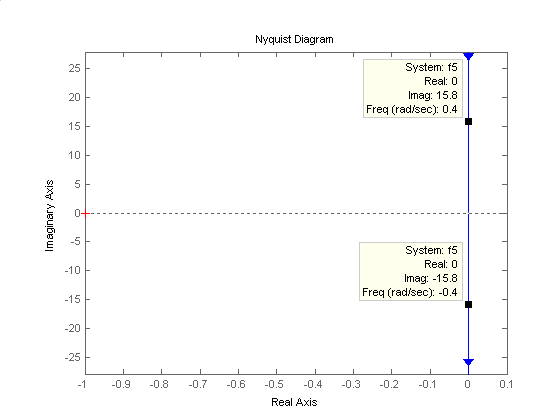 Nyquist Diagram
25
20
15
10
5
0
-5
-10
-15
-20
-25
Imaginary Axis
System: f5
Real: 0
Imag: 15.8
Freq (rad/sec): 0.4
System: f5
Real: 0
Imag: -15.8
Freq (rad/sec): -0.4
-1 -0.9 -0.8 -0.7 -0.6 -0.5 -0.4 -0.3 -0.2 -0.1 0 0.1
Real Axis